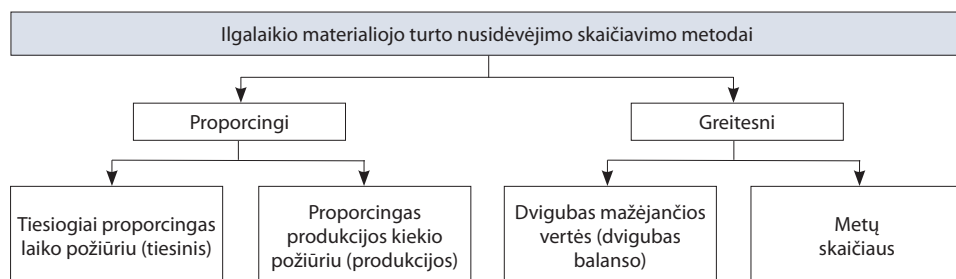 Ilgalaikio materialiojo turto nusidėvėjimo skaičiavimo metodai
Proporcingi
Greitesni
Tiesiogiai proporcingas
laiko požiūriu (tiesinis)
Proporcingas
produkcijos kiekio
požiūriu (produkcijos)
Dvigubas mažėjančios
vertės (dvigubas
balanso)
Metų
skaičiaus